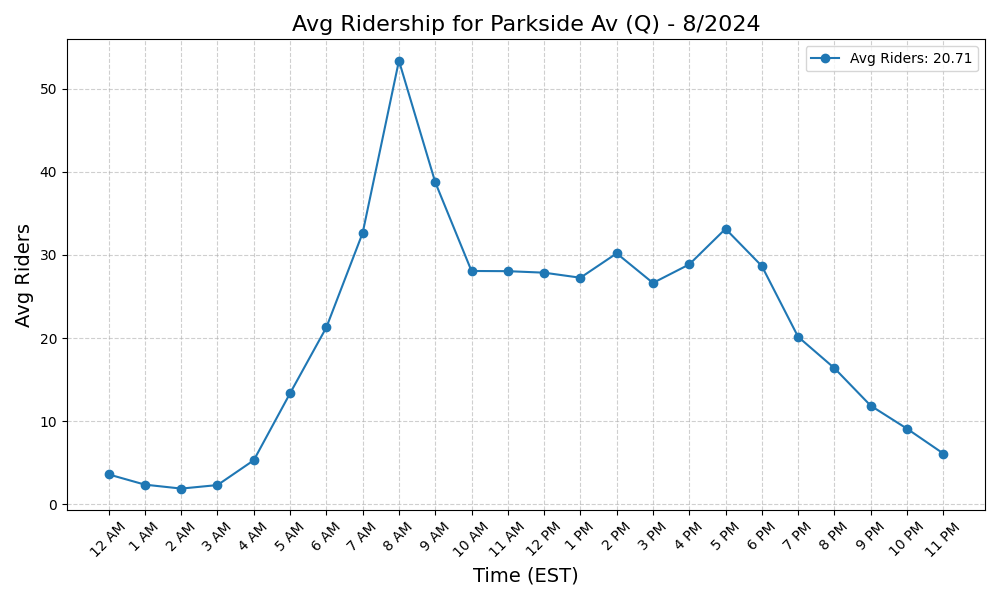 Avg Ridership for Parkside Av (Q) - 8/2024
Avg Riders: 20.71
Avg Riders
50
40
30
20
10
0
12 AM
1 AM
2 AM
3 AM
4 AM
5 AM
6 AM
7 AM
8 AM
9 AM
10 AM
11 AM
12 PM
1 PM
2 PM
3 PM
4 PM
5 PM
6 PM
7 PM
8 PM
9 PM
10 PM
11 PM
Time (EST)